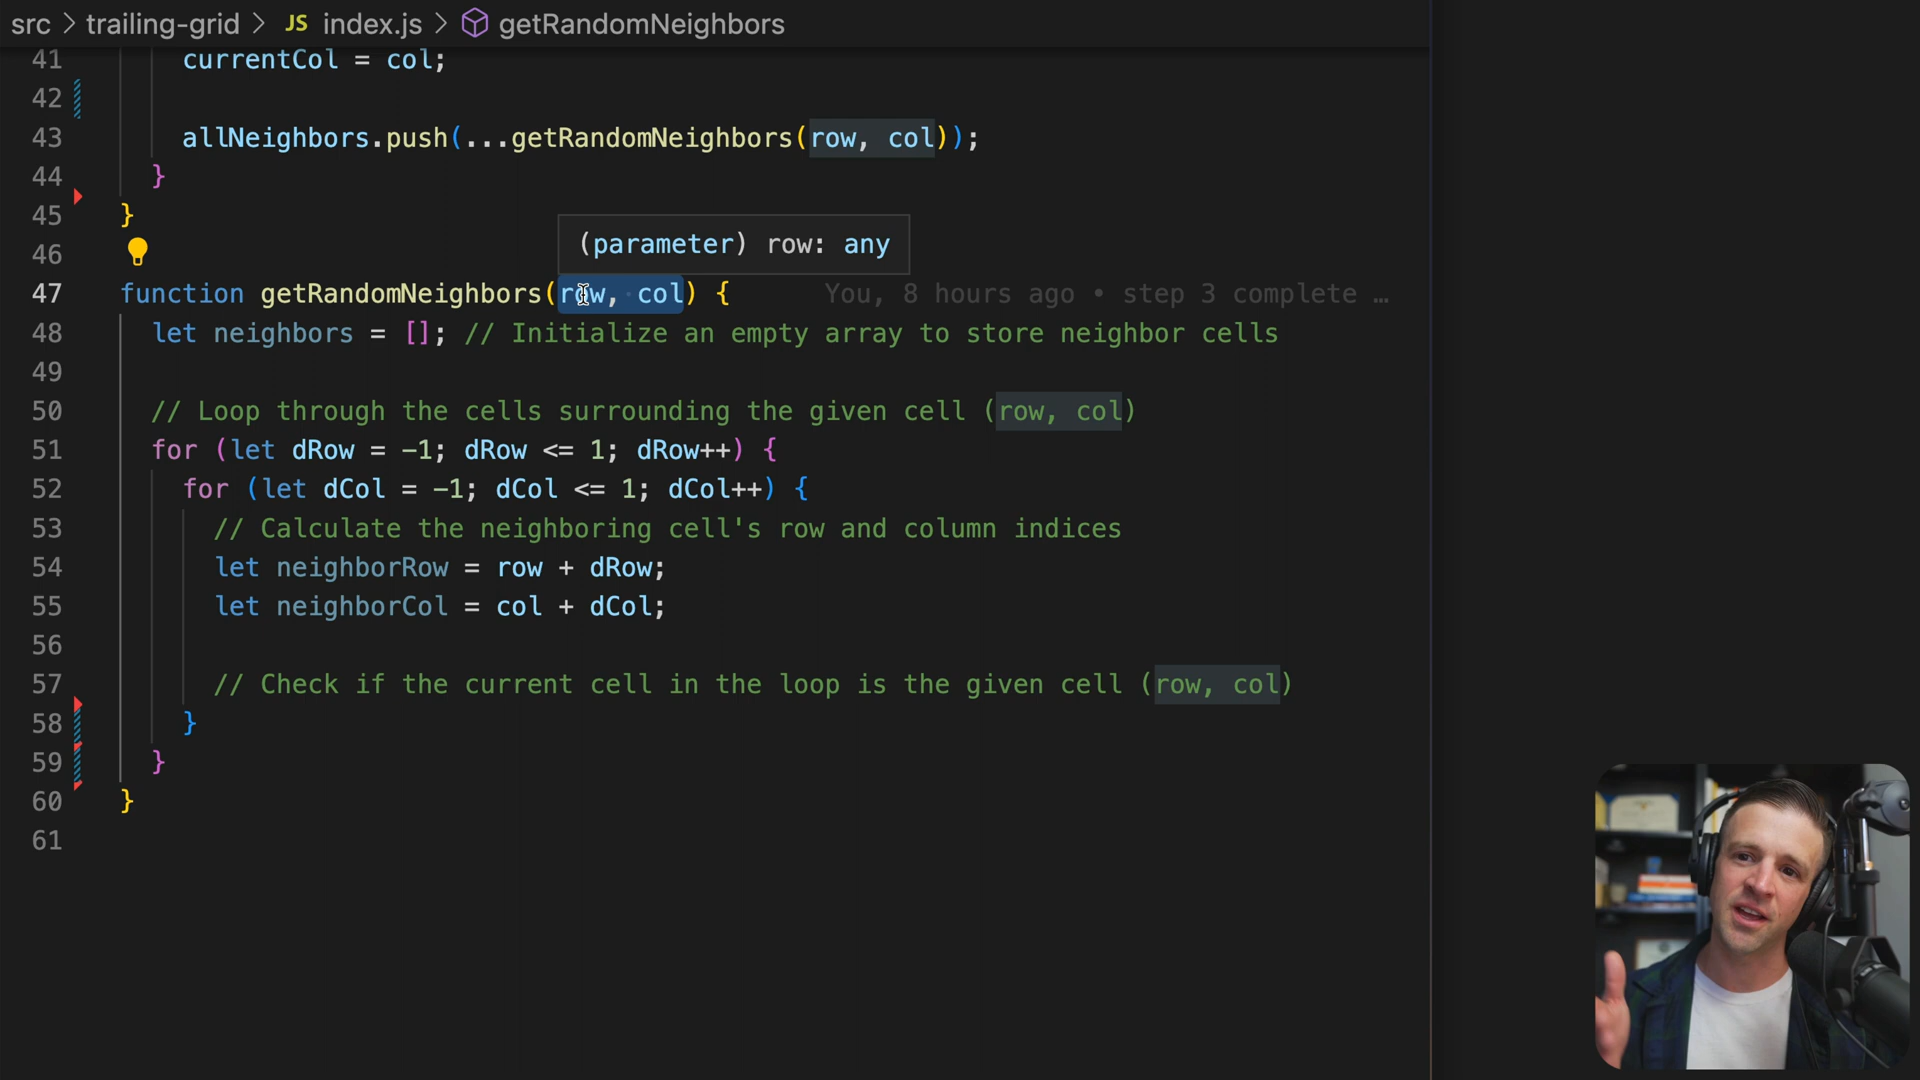 src > trailing-grid > JS index.js > getRandomNeighbors
41 currentCol = col;
42
43 allNeighbors.push(...getRandomNeighbors(row, col));
44 }
45 }
(parameter) row: any
46
47 function getRandomNeighbors(row, col) { You, 8 hours ago • step 3 complete …
48 let neighbors = []; // Initialize an empty array to store neighbor cells
49
50 // Loop through the cells surrounding the given cell (row, col)
51 for (let dRow = -1; dRow <= 1; dRow++) {
52 for (let dCol = -1; dCol <= 1; dCol++) {
53 // Calculate the neighboring cell's row and column indices
54 let neighborRow = row + dRow;
55 let neighborCol = col + dCol;
56
57 // Check if the current cell in the loop is the given cell (row, col)
58 }
59 }
60 }
61